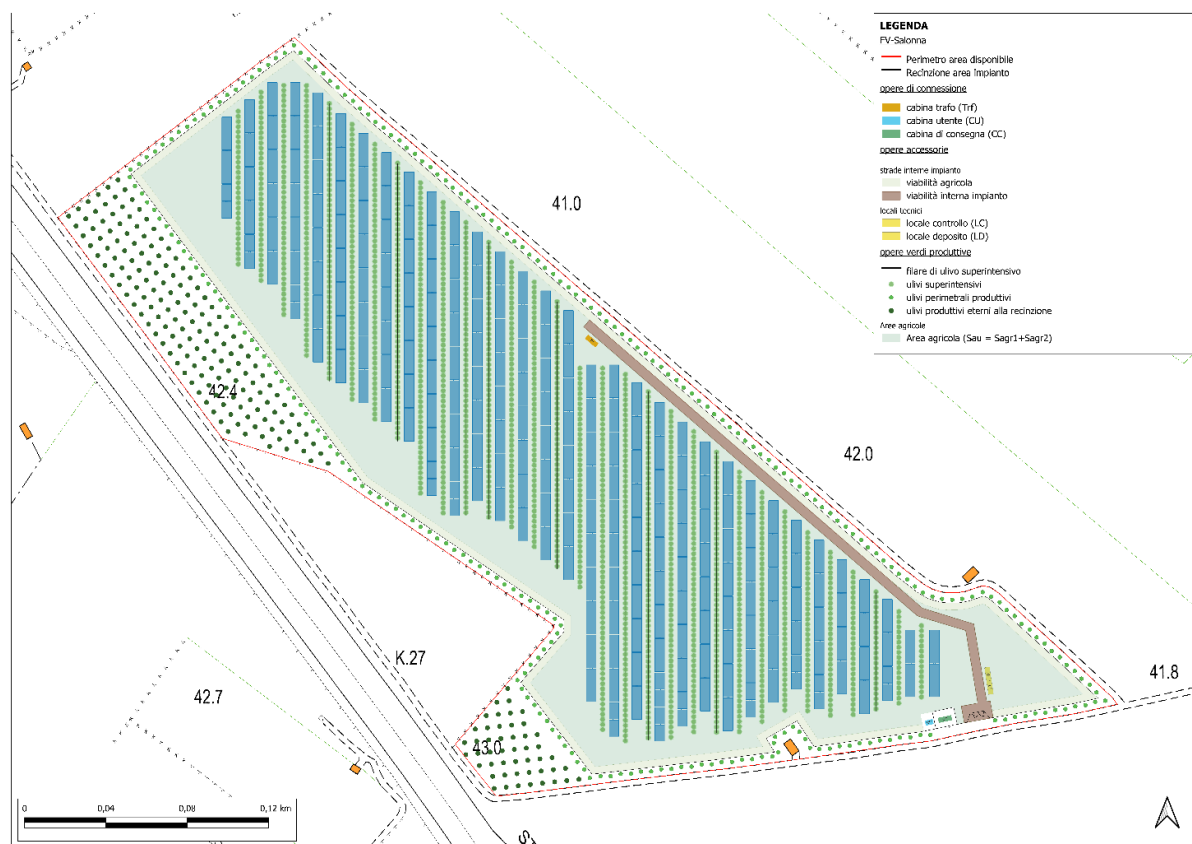 LEGENDA
FV-Salonna
Perimetro area disponibile
Recinzione area impianto
opere di connessione
cabina trafo (Trf)
cabina utente (CU)
cabina di consegna (CC)
opere accessorie
strade interne impianto
viabilità agricola
viabilità interna impianto
locali tecnici
locale controllo (LC)
locale deposito (LD)
opere verdi produttive
filare di ulivo superintensivo
ulivi superintensivi
ulivi perimetrali produttivi
ulivi produttivi eterni alla recinzione
Aree agricole
Area agricola (Sau = Sagr1+Sagr2)
41.0
42.4
42.0
K.27
42.7
41.8
43.0
0 0,04 0,08 0,12 km